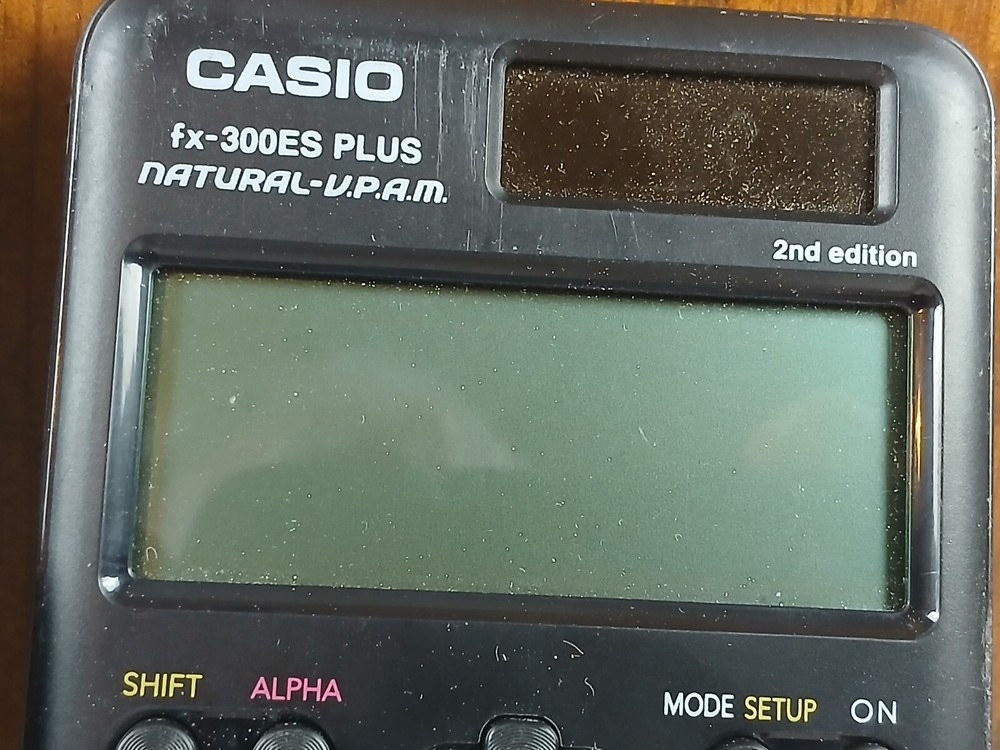 CASIO
fx-300ES PLUS
NATURAL-V.P.A.M.
2nd edition
SHIFT ALPHA MODE SETUP ON